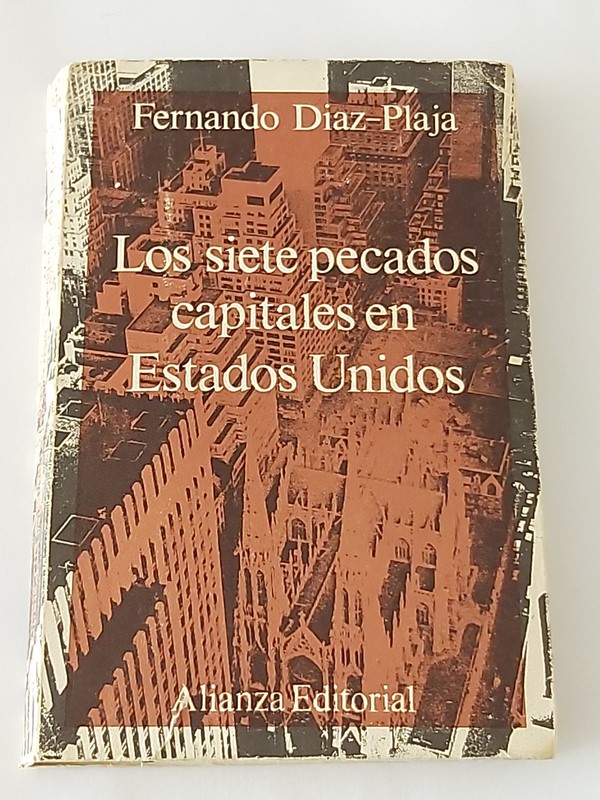 Fernando Diaz-Plaja
Los siete pecados
capitales en
Estados Unidos
Alianza Editorial